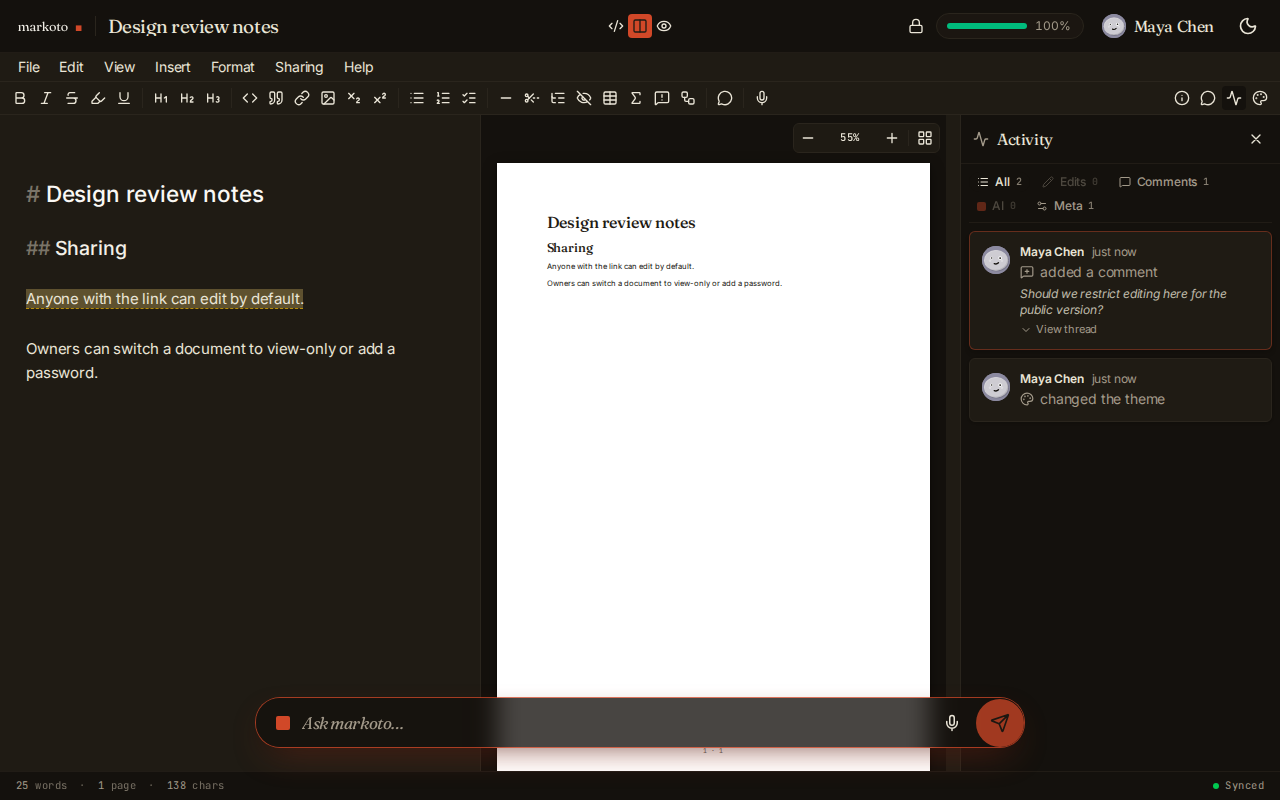 markoto
Design review notes
100%
Maya Chen
File Edit View Insert Format Sharing Help
H1 H2 H3
55%
# Design review notes
## Sharing
Anyone with the link can edit by default.
Owners can switch a document to view-only or add a
password.
Design review notes
Sharing
Anyone with the link can edit by default.
Owners can switch a document to view-only or add a password.
1 - 1
Activity
All 2 Edits 0 Comments 1
AI 0 Meta 1
Maya Chen just now
added a comment
Should we restrict editing here for the
public version?
View thread
Maya Chen just now
changed the theme
Ask markoto...
25 words · 1 page · 138 chars
Synced